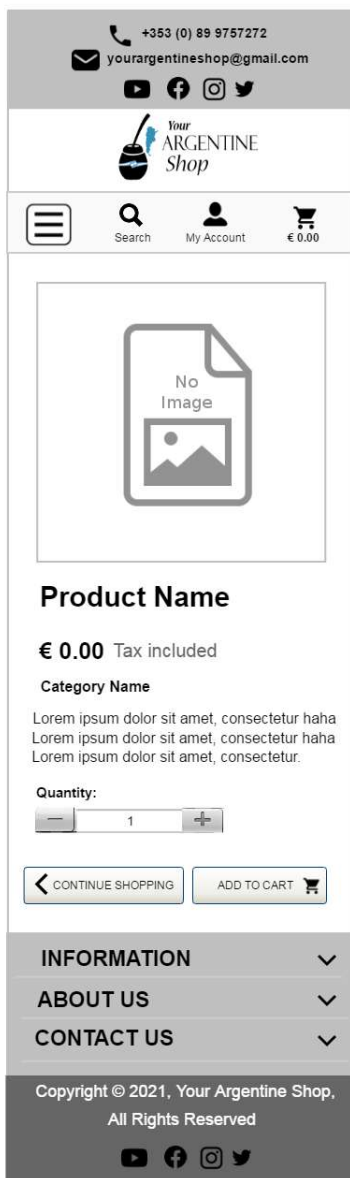 +353 (0) 89 9757272
yourargentineshop@gmail.com
Your
ARGENTINE
Shop
Search
My Account
€ 0.00
No
Image
Product Name
€ 0.00 Tax included
Category Name
Lorem ipsum dolor sit amet, consectetur haha
Lorem ipsum dolor sit amet, consectetur haha
Lorem ipsum dolor sit amet, consectetur.
Quantity:
1
CONTINUE SHOPPING
ADD TO CART
INFORMATION
ABOUT US
CONTACT US
Copyright © 2021, Your Argentine Shop,
All Rights Reserved